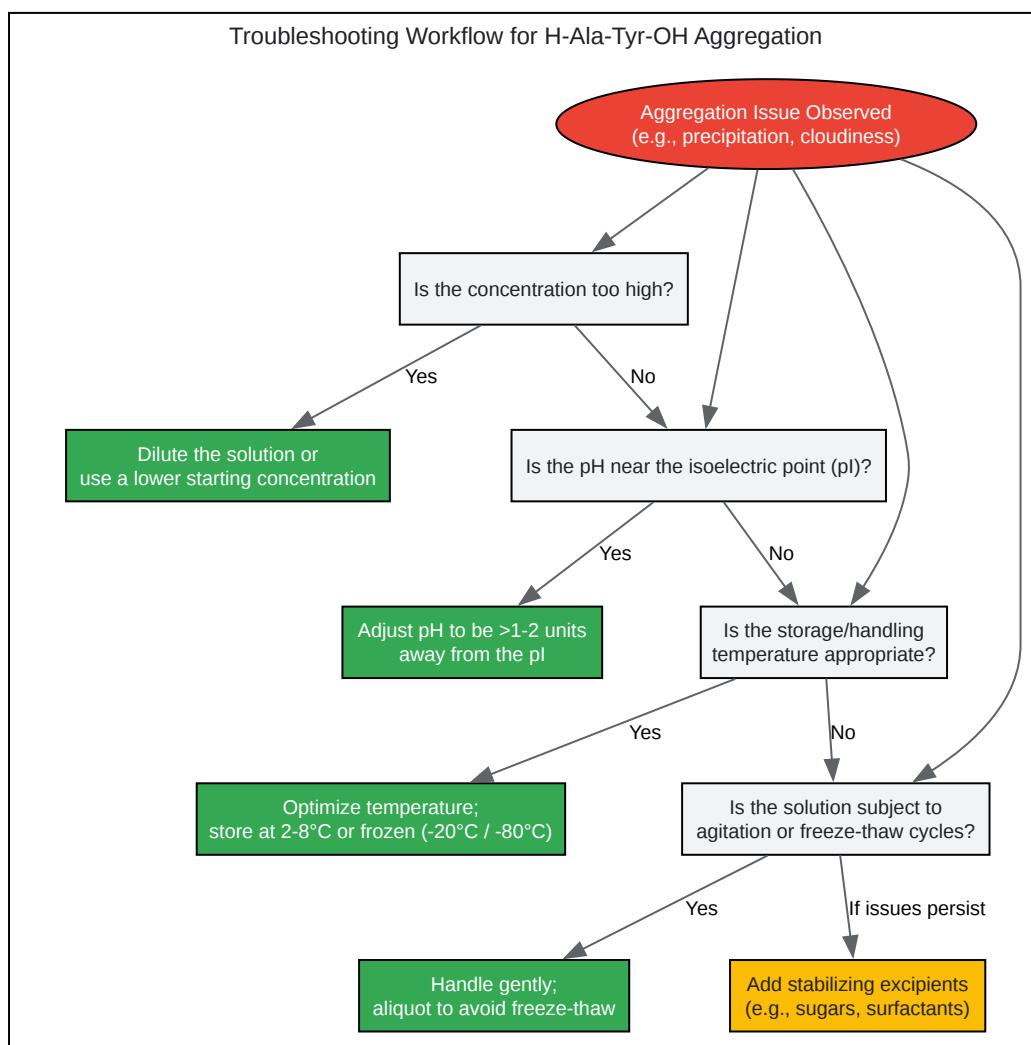 Troubleshooting Workflow for H-Ala-Tyr-OH Aggregation
Aggregation Issue Observed
(e.g., precipitation, cloudiness)
Is the concentration too high?
Yes
No
Dilute the solution or
use a lower starting concentration
Is the pH near the isoelectric point (pI)?
Yes
No
Adjust pH to be >1-2 units
away from the pI
Is the storage/handling
temperature appropriate?
Yes
No
Optimize temperature;
store at 2-8°C or frozen (-20°C / -80°C)
Is the solution subject to
agitation or freeze-thaw cycles?
Yes
If issues persist
Handle gently;
aliquot to avoid freeze-thaw
Add stabilizing excipients
(e.g., sugars, surfactants)